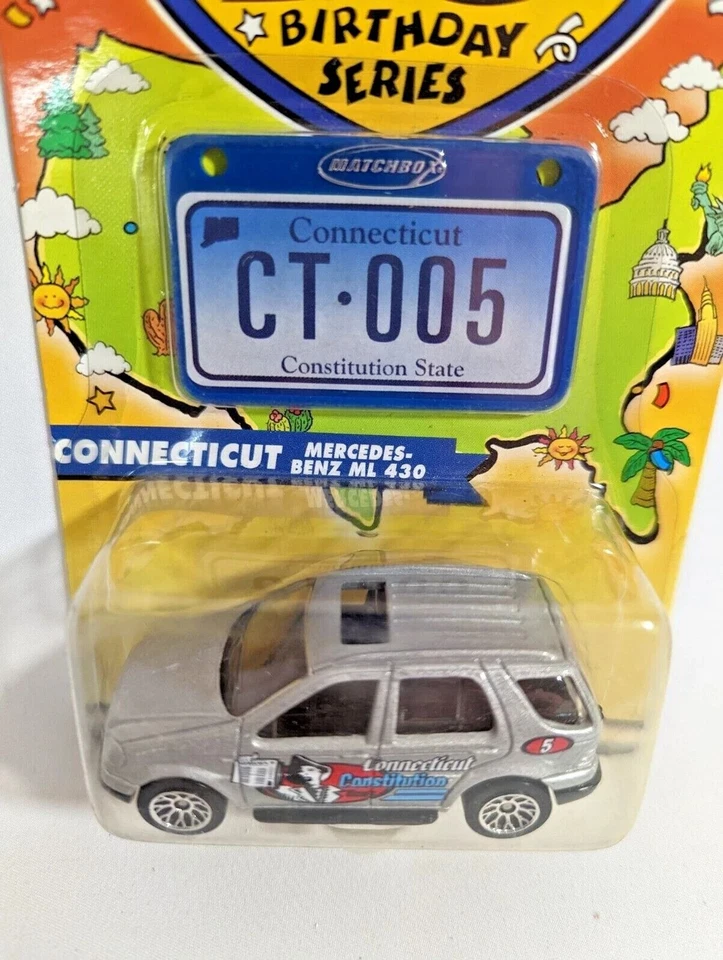 BIRTHDAY
SERIES
MATCHBOX
Connecticut
CT·005
Constitution State
CONNECTICUT
MERCEDES-
BENZ ML 430
5
Connecticut
Constitution